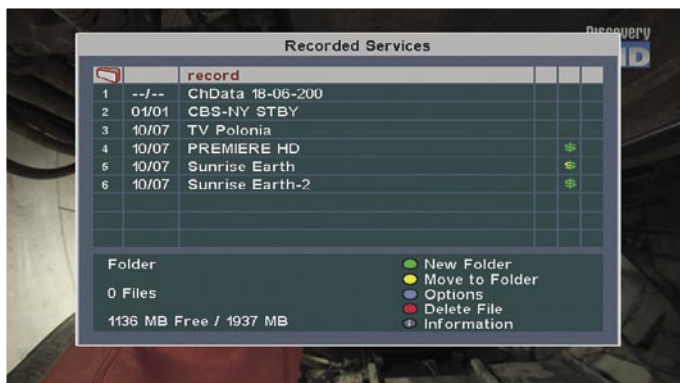 Discovery
HD
Recorded Services
record
1 --/-- ChData 18-06-200
2 01/01 CBS-NY STBY
3 10/07 TV Polonia
4 10/07 PREMIERE HD $
5 10/07 Sunrise Earth $
6 10/07 Sunrise Earth-2 $
Folder
0 Files
1136 MB Free / 1937 MB
New Folder
Move to Folder
Options
Delete File
Information